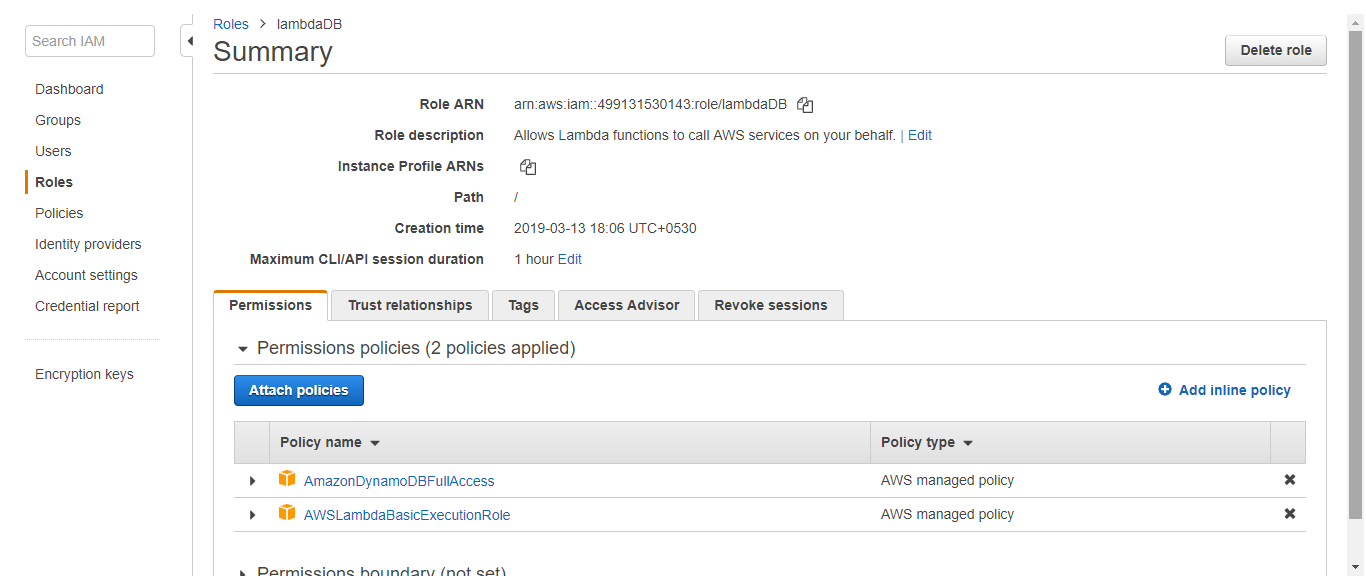 Search IAM
Dashboard
Groups
Users
Roles
Policies
Identity providers
Account settings
Credential report
Encryption keys
Roles > lambdaDB
Summary
Delete role
Role ARN arn:aws:iam::499131530143:role/lambdaDB
Role description Allows Lambda functions to call AWS services on your behalf. | Edit
Instance Profile ARNs
Path /
Creation time 2019-03-13 18:06 UTC+0530
Maximum CLI/API session duration 1 hour Edit
Permissions Trust relationships Tags Access Advisor Revoke sessions
Permissions policies (2 policies applied)
Attach policies Add inline policy
Policy name Policy type
AmazonDynamoDBFullAccess AWS managed policy
AWSLambdaBasicExecutionRole AWS managed policy
Permissions boundary (not set)